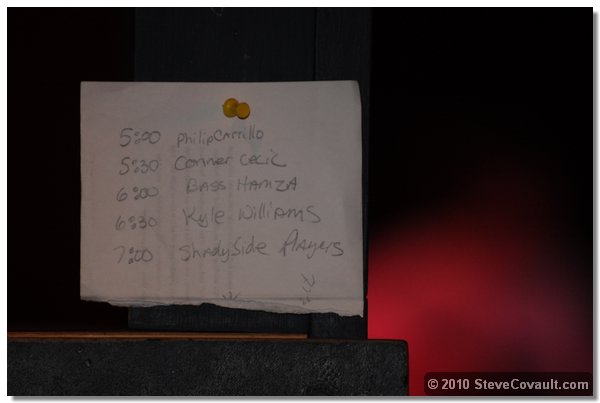 5:00 PhilipCarrillo
5:30 Conner Cecil
6:00 BASS HAMZA
6:30 Kyle Williams
7:00 ShadySide Players
© 2010 SteveCovault.com